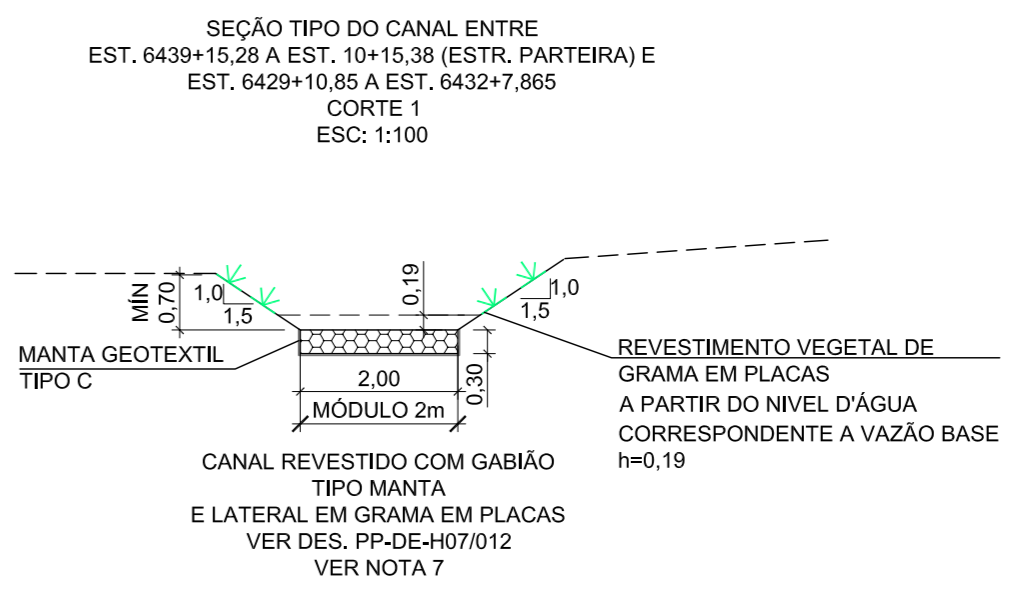 SEÇÃO TIPO DO CANAL ENTRE
EST. 6439+15,28 A EST. 10+15,38 (ESTR. PARTEIRA) E
EST. 6429+10,85 A EST. 6432+7,865
CORTE 1
ESC: 1:100
MÍN
0,70
1,0
1,5
0,19
1,0
1,5
MANTA GEOTEXTIL
TIPO C
2,00
MÓDULO 2m
0,30
REVESTIMENTO VEGETAL DE
GRAMA EM PLACAS
A PARTIR DO NIVEL D'ÁGUA
CORRESPONDENTE A VAZÃO BASE
h=0,19
CANAL REVESTIDO COM GABIÃO
TIPO MANTA
E LATERAL EM GRAMA EM PLACAS
VER DES. PP-DE-H07/012
VER NOTA 7